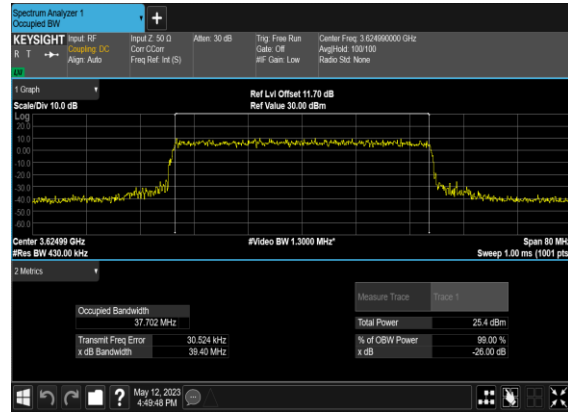 Spectrum Analyzer 1
Occupied BW
+
KEYSIGHT Input: RF Input Z: 50 Ω Atten: 30 dB Trig: Free Run Center Freq: 3.624990000 GHz
R T Coupling: DC Corr CCorr Gate: Off Avg|Hold: 100/100
Align: Auto Freq Ref: Int (S) #IF Gain: Low Radio Std: None
LW
1 Graph Ref Lvl Offset 11.70 dB
Scale/Div 10.0 dB Ref Value 30.00 dBm
Log
20.0
10.0
0.00
-10.0
-20.0
-30.0
-40.0
-50.0
-60.0
Center 3.62499 GHz #Video BW 1.3000 MHz* Span 80 MHz
#Res BW 430.00 kHz Sweep 1.00 ms (1001 pts
2 Metrics
Measure Trace Trace 1
Occupied Bandwidth
37.702 MHz Total Power 25.4 dBm
Transmit Freq Error 30.524 kHz % of OBW Power 99.00 %
x dB Bandwidth 39.40 MHz x dB -26.00 dB
? May 12, 2023
4:49:48 PM